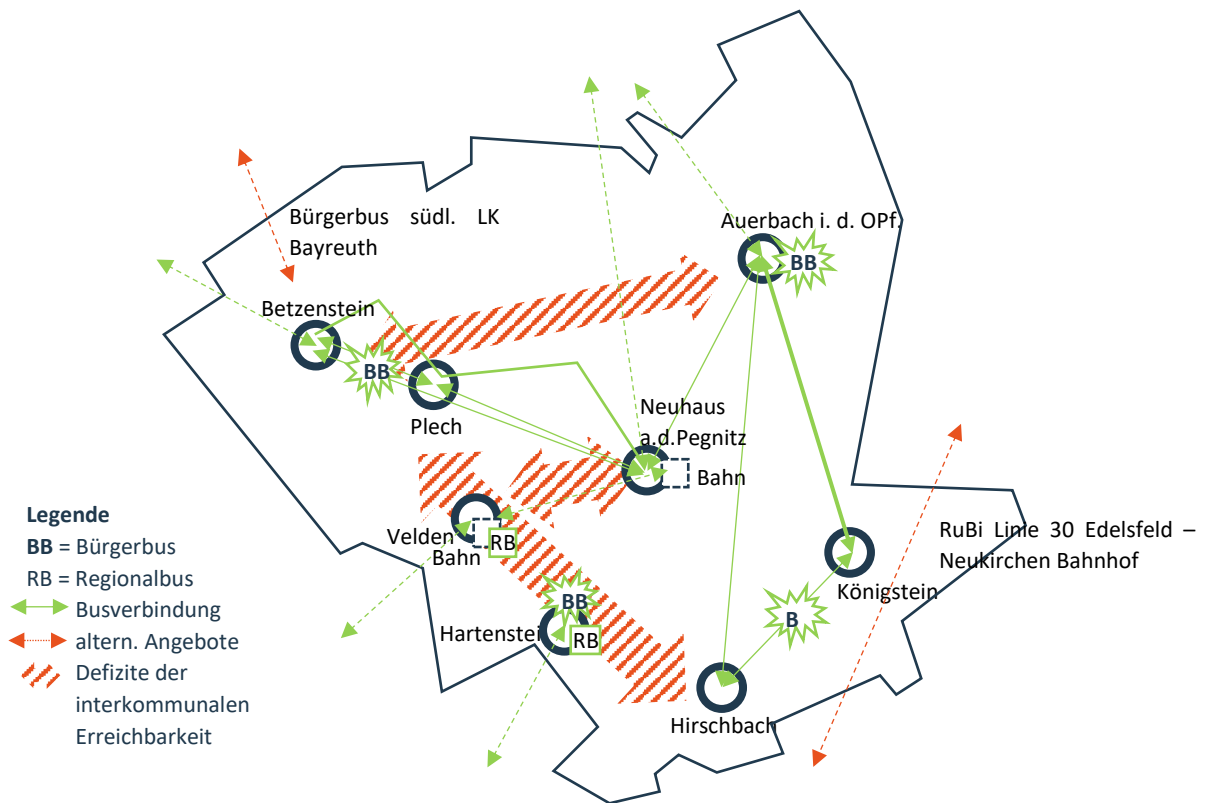 Bürgerbus südl. LK
Bayreuth
Auerbach i. d. OPf.
BB
Betzenstein
BB
Plech
Neuhaus
a.d.Pegnitz
Bahn
Velden
Bahn
RB
BB
Hartenstei
RB
Königstein
B
Hirschbach
RuBi Linie 30 Edelsfeld –
Neukirchen Bahnhof
Legende
BB = Bürgerbus
RB = Regionalbus
Busverbindung
altern. Angebote
Defizite der
interkommunalen
Erreichbarkeit